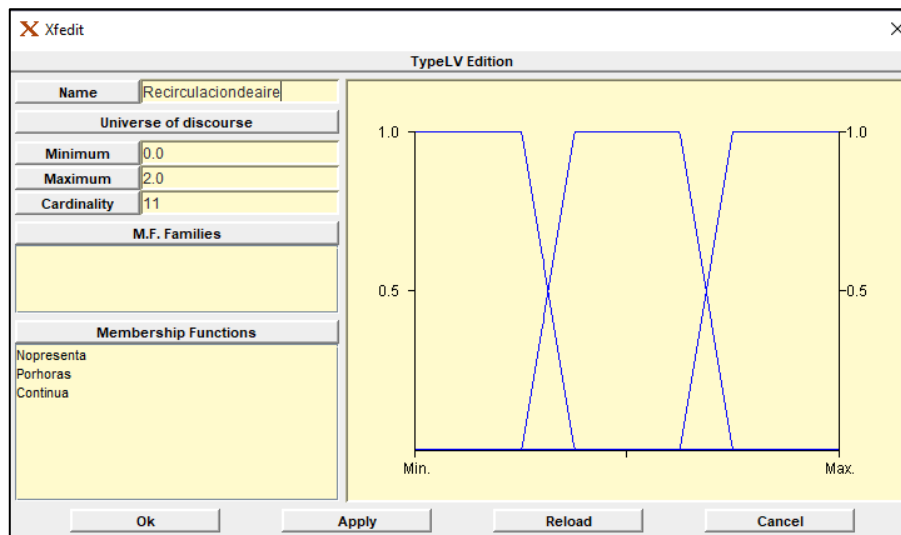 Xfedit
TypeLV Edition
Name Recirculaciondeaire
Universe of discourse
Minimum 0.0
Maximum 2.0
Cardinality 11
M.F. Families
Membership Functions
Nopresenta
Porhoras
Continua
1.0 1.0
0.5 0.5
Min. Max.
Ok Apply Reload Cancel